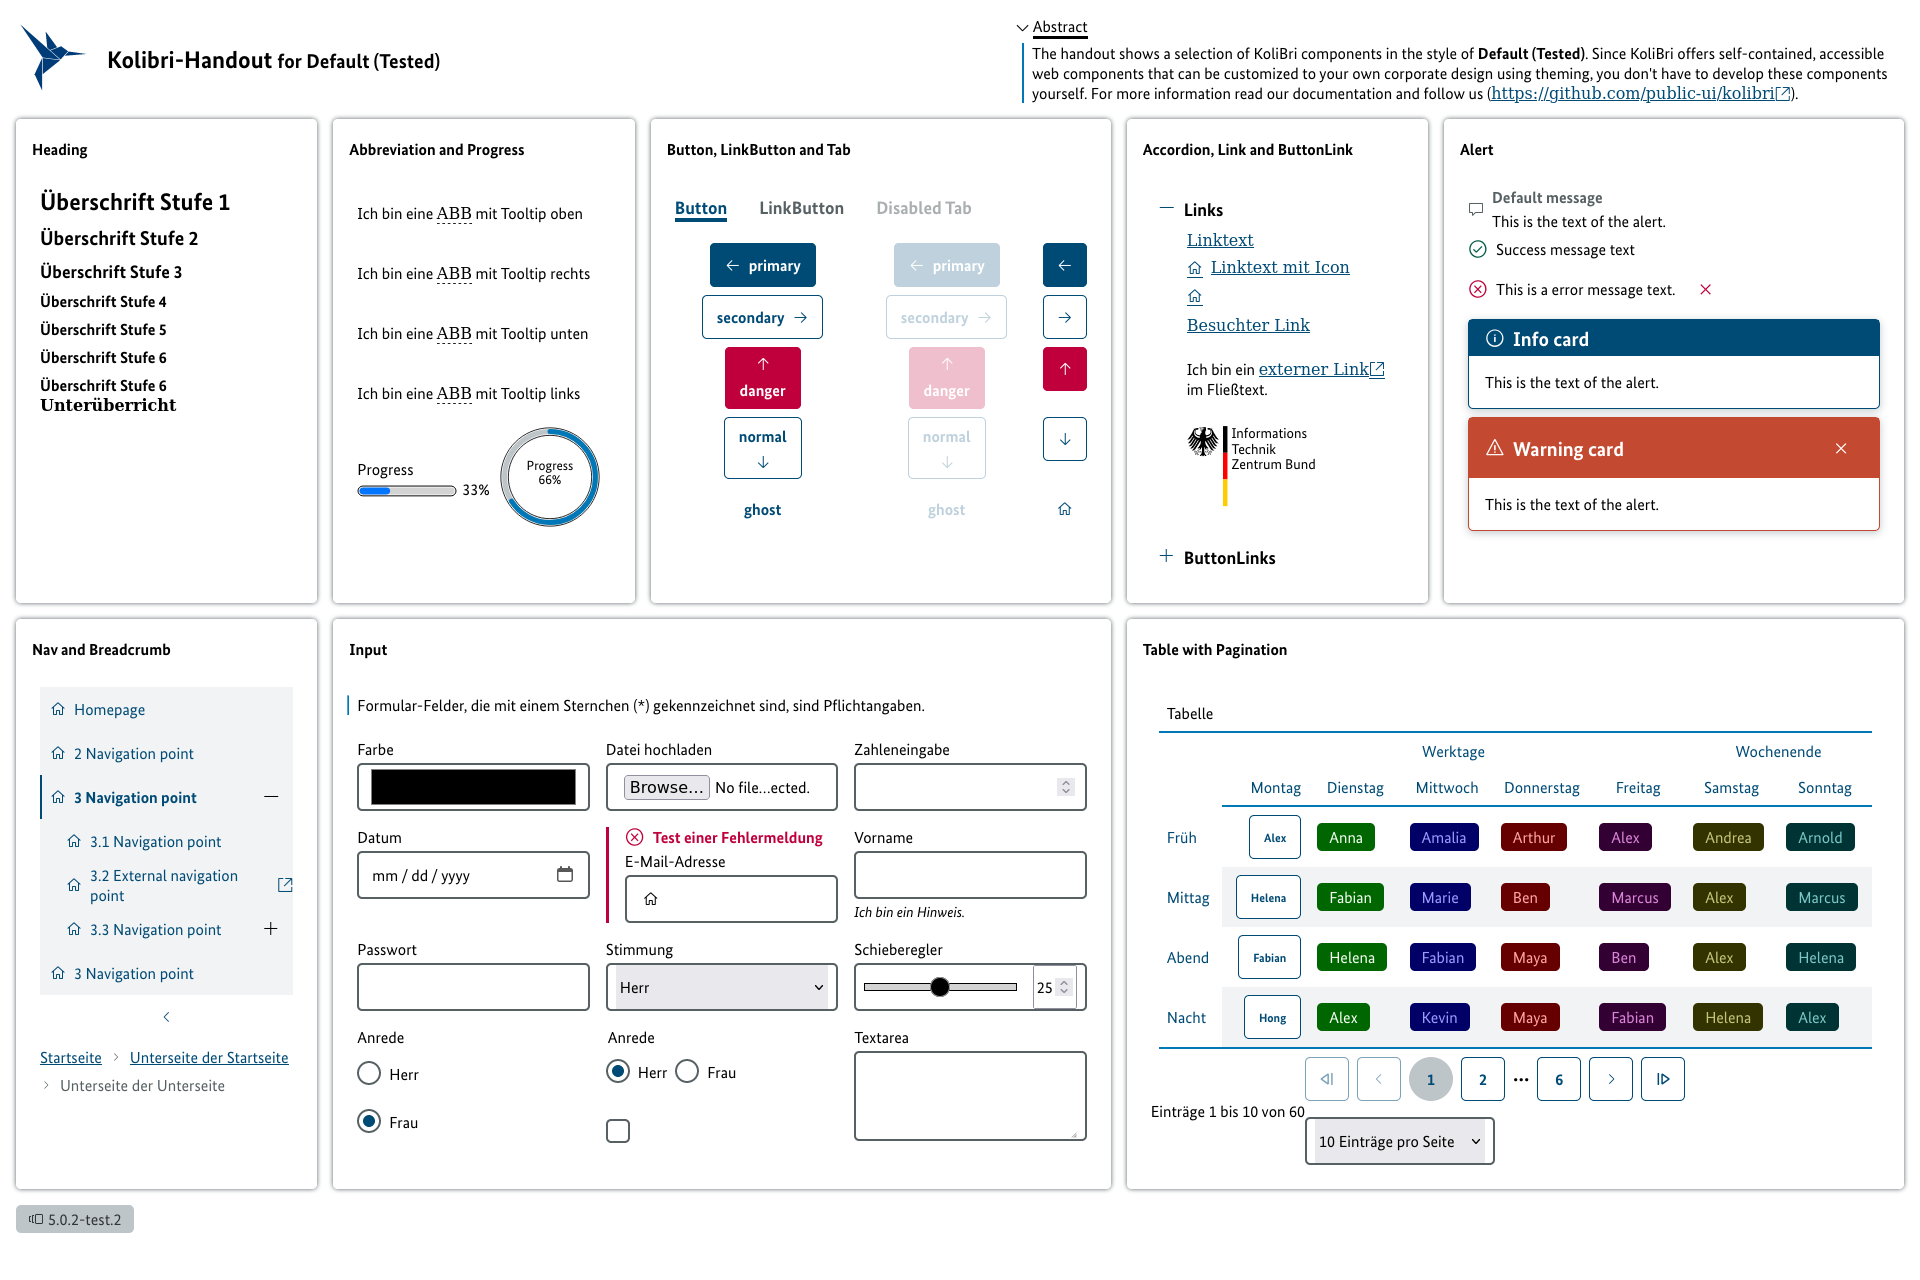 Kolibri-Handout for Default (Tested)
Abstract
The handout shows a selection of KoliBri components in the style of Default (Tested). Since KoliBri offers self-contained, accessible
web components that can be customized to your own corporate design using theming, you don't have to develop these components
yourself. For more information read our documentation and follow us (https://github.com/public-ui/kolibri).
Heading
Überschrift Stufe 1
Überschrift Stufe 2
Überschrift Stufe 3
Überschrift Stufe 4
Überschrift Stufe 5
Überschrift Stufe 6
Überschrift Stufe 6
Unterüberricht
Abbreviation and Progress
Ich bin eine ABB mit Tooltip oben
Ich bin eine ABB mit Tooltip rechts
Ich bin eine ABB mit Tooltip unten
Ich bin eine ABB mit Tooltip links
Progress
33%
Progress
66%
Button, LinkButton and Tab
Button LinkButton Disabled Tab
primary primary
secondary secondary
danger danger
normal normal
ghost ghost
Accordion, Link and ButtonLink
Links
Linktext
Linktext mit Icon
Besuchter Link
Ich bin ein externer Link
im Fließtext.
Informations
Technik
Zentrum Bund
ButtonLinks
Alert
Default message
This is the text of the alert.
Success message text
This is a error message text.
Info card
This is the text of the alert.
Warning card
This is the text of the alert.
Nav and Breadcrumb
Homepage
2 Navigation point
3 Navigation point
3.1 Navigation point
3.2 External navigation
point
3.3 Navigation point
3 Navigation point
Startseite Unterseite der Startseite
Unterseite der Unterseite
Input
Formular-Felder, die mit einem Sternchen (*) gekennzeichnet sind, sind Pflichtangaben.
Farbe Datei hochladen Zahleneingabe
Browse... No file...ected.
Datum
mm / dd / yyyy
Test einer Fehlermeldung
E-Mail-Adresse
Vorname
Ich bin ein Hinweis.
Passwort Stimmung Schieberegler
Herr 25
Anrede Anrede Textarea
Herr Herr Frau
Frau
Table with Pagination
Tabelle
Werktage Wochenende
Montag Dienstag Mittwoch Donnerstag Freitag Samstag Sonntag
Früh Alex Anna Amalia Arthur Alex Andrea Arnold
Mittag Helena Fabian Marie Ben Marcus Alex Marcus
Abend Fabian Helena Fabian Maya Ben Alex Helena
Nacht Hong Alex Kevin Maya Fabian Helena Alex
1 2 ••• 6
Einträge 1 bis 10 von 60
10 Einträge pro Seite
5.0.2-test.2